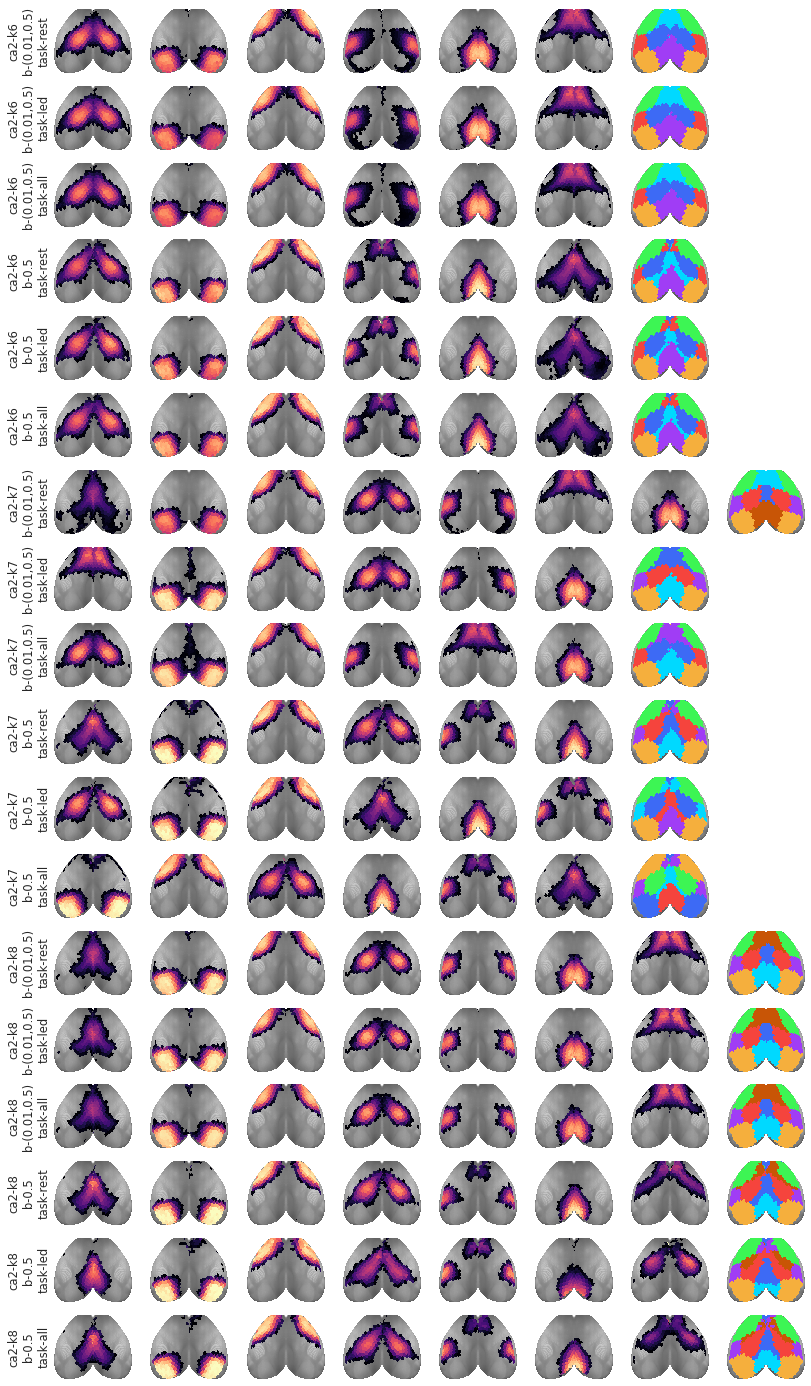 ca2-k6
b-(0.01,0.5)
task-rest
ca2-k6
b-(0.01,0.5)
task-led
ca2-k6
b-(0.01,0.5)
task-all
ca2-k6
b-0.5
task-rest
ca2-k6
b-0.5
task-led
ca2-k6
b-0.5
task-all
ca2-k7
b-(0.01,0.5)
task-rest
ca2-k7
b-(0.01,0.5)
task-led
ca2-k7
b-(0.01,0.5)
task-all
ca2-k7
b-0.5
task-rest
ca2-k7
b-0.5
task-led
ca2-k7
b-0.5
task-all
ca2-k8
b-(0.01,0.5)
task-rest
ca2-k8
b-(0.01,0.5)
task-led
ca2-k8
b-(0.01,0.5)
task-all
ca2-k8
b-0.5
task-rest
ca2-k8
b-0.5
task-led
ca2-k8
b-0.5
task-all